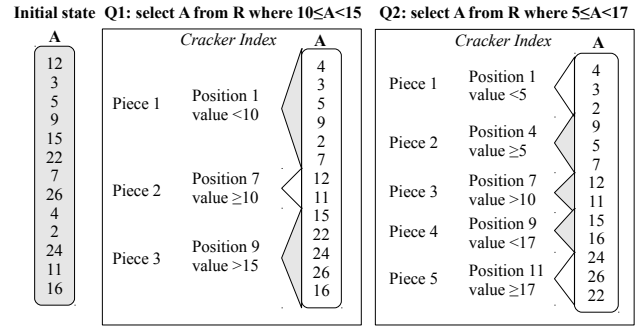 Initial state
A
12
3
5
9
15
22
7
26
4
2
24
11
16
Q1: select A from R where 10≤A<15
Cracker Index A
Piece 1
Position 1
value <10
Piece 2
Position 7
value ≥10
Piece 3
Position 9
value >15
4
3
5
9
2
7
12
11
15
22
24
26
16
Q2: select A from R where 5≤A<17
Cracker Index A
Piece 1
Position 1
value <5
Piece 2
Position 4
value ≥5
Piece 3
Position 7
value >10
Piece 4
Position 9
value <17
Piece 5
Position 11
value ≥17
4
3
2
9
5
7
12
11
15
16
24
26
22